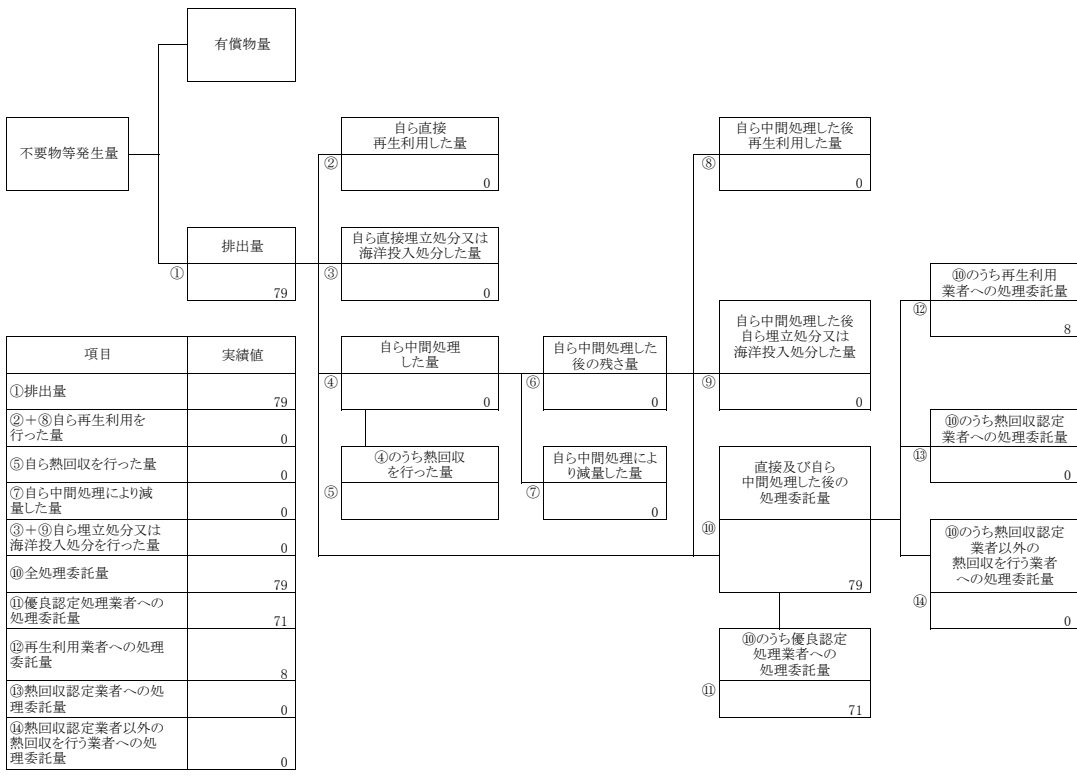 有償物量
不要物等発生量
自ら直接
再生利用した量
②
0
自ら中間処理した後
再生利用した量
⑧
0
排出量
①
79
自ら直接埋立処分又は
海洋投入処分した量
③
0
⑩のうち再生利用
業者への処理委託量
⑫
8
自ら中間処理した後
自ら埋立処分又は
海洋投入処分した量
⑨
0
自ら中間処理
した量
④
0
自ら中間処理した
後の残さ量
⑥
0
⑩のうち熱回収認定
業者への処理委託量
⑬
0
④のうち熱回収
を行った量
⑤
自ら中間処理によ
り減量した量
⑦
0
直接及び自ら
中間処理した後の
処理委託量
⑩
79
⑩のうち熱回収認定
業者以外の
熱回収を行う業者
への処理委託量
⑭
0
⑩のうち優良認定
処理業者への
処理委託量
⑪
71
項目 実績値
①排出量 79
②＋⑧自ら再生利用を
行った量 0
⑤自ら熱回収を行った量 0
⑦自ら中間処理により減
量した量 0
③＋⑨自ら埋立処分又は
海洋投入処分を行った量 0
⑩全処理委託量 79
⑪優良認定処理業者への
処理委託量 71
⑫再生利用業者への処理
委託量 8
⑬熱回収認定業者への処
理委託量 0
⑭熱回収認定業者以外の
熱回収を行う業者への処
理委託量 0